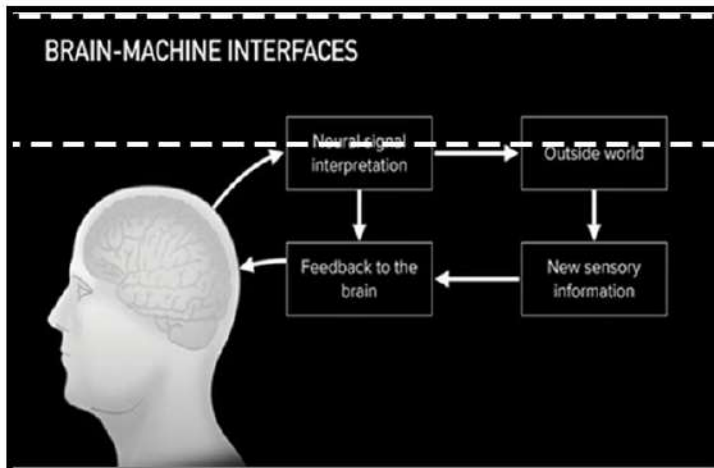 BRAIN-MACHINE INTERFACES
Neural signal
interpretation
Outside world
Feedback to the
brain
New sensory
information